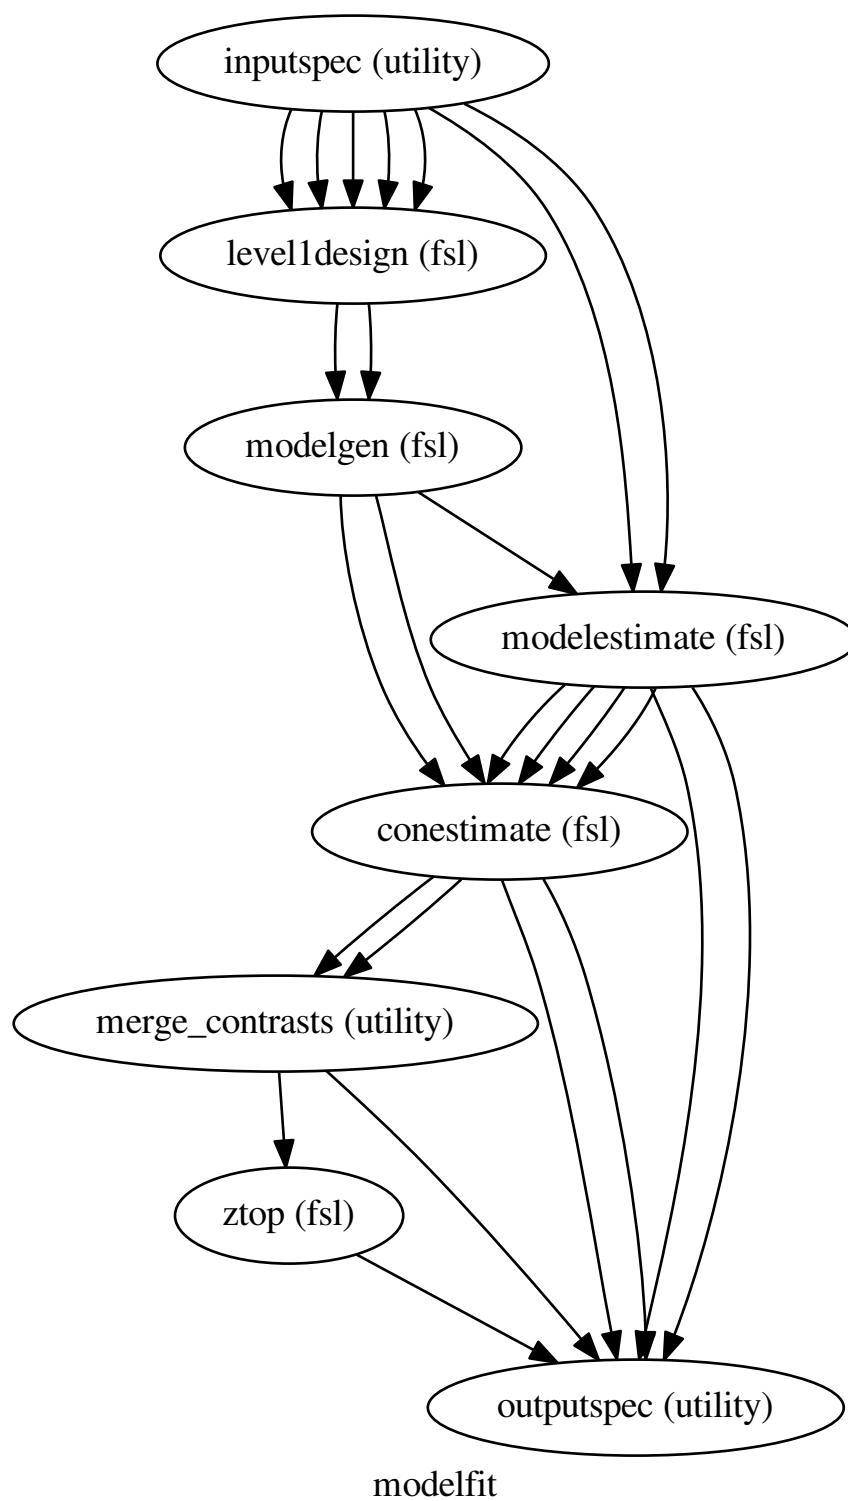 inputspec (utility)
level1design (fsl)
modelgen (fsl)
modelestimate (fsl)
conestimate (fsl)
merge_contrasts (utility)
ztop (fsl)
outputspec (utility)
modelfit